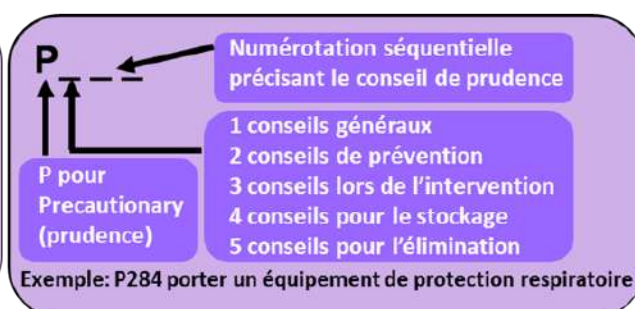 P _ _ _
Numérotation séquentielle
précisant le conseil de prudence
1 conseils généraux
2 conseils de prévention
3 conseils lors de l'intervention
4 conseils pour le stockage
5 conseils pour l'élimination
P pour
Precautionary
(prudence)
Exemple: P284 porter un équipement de protection respiratoire